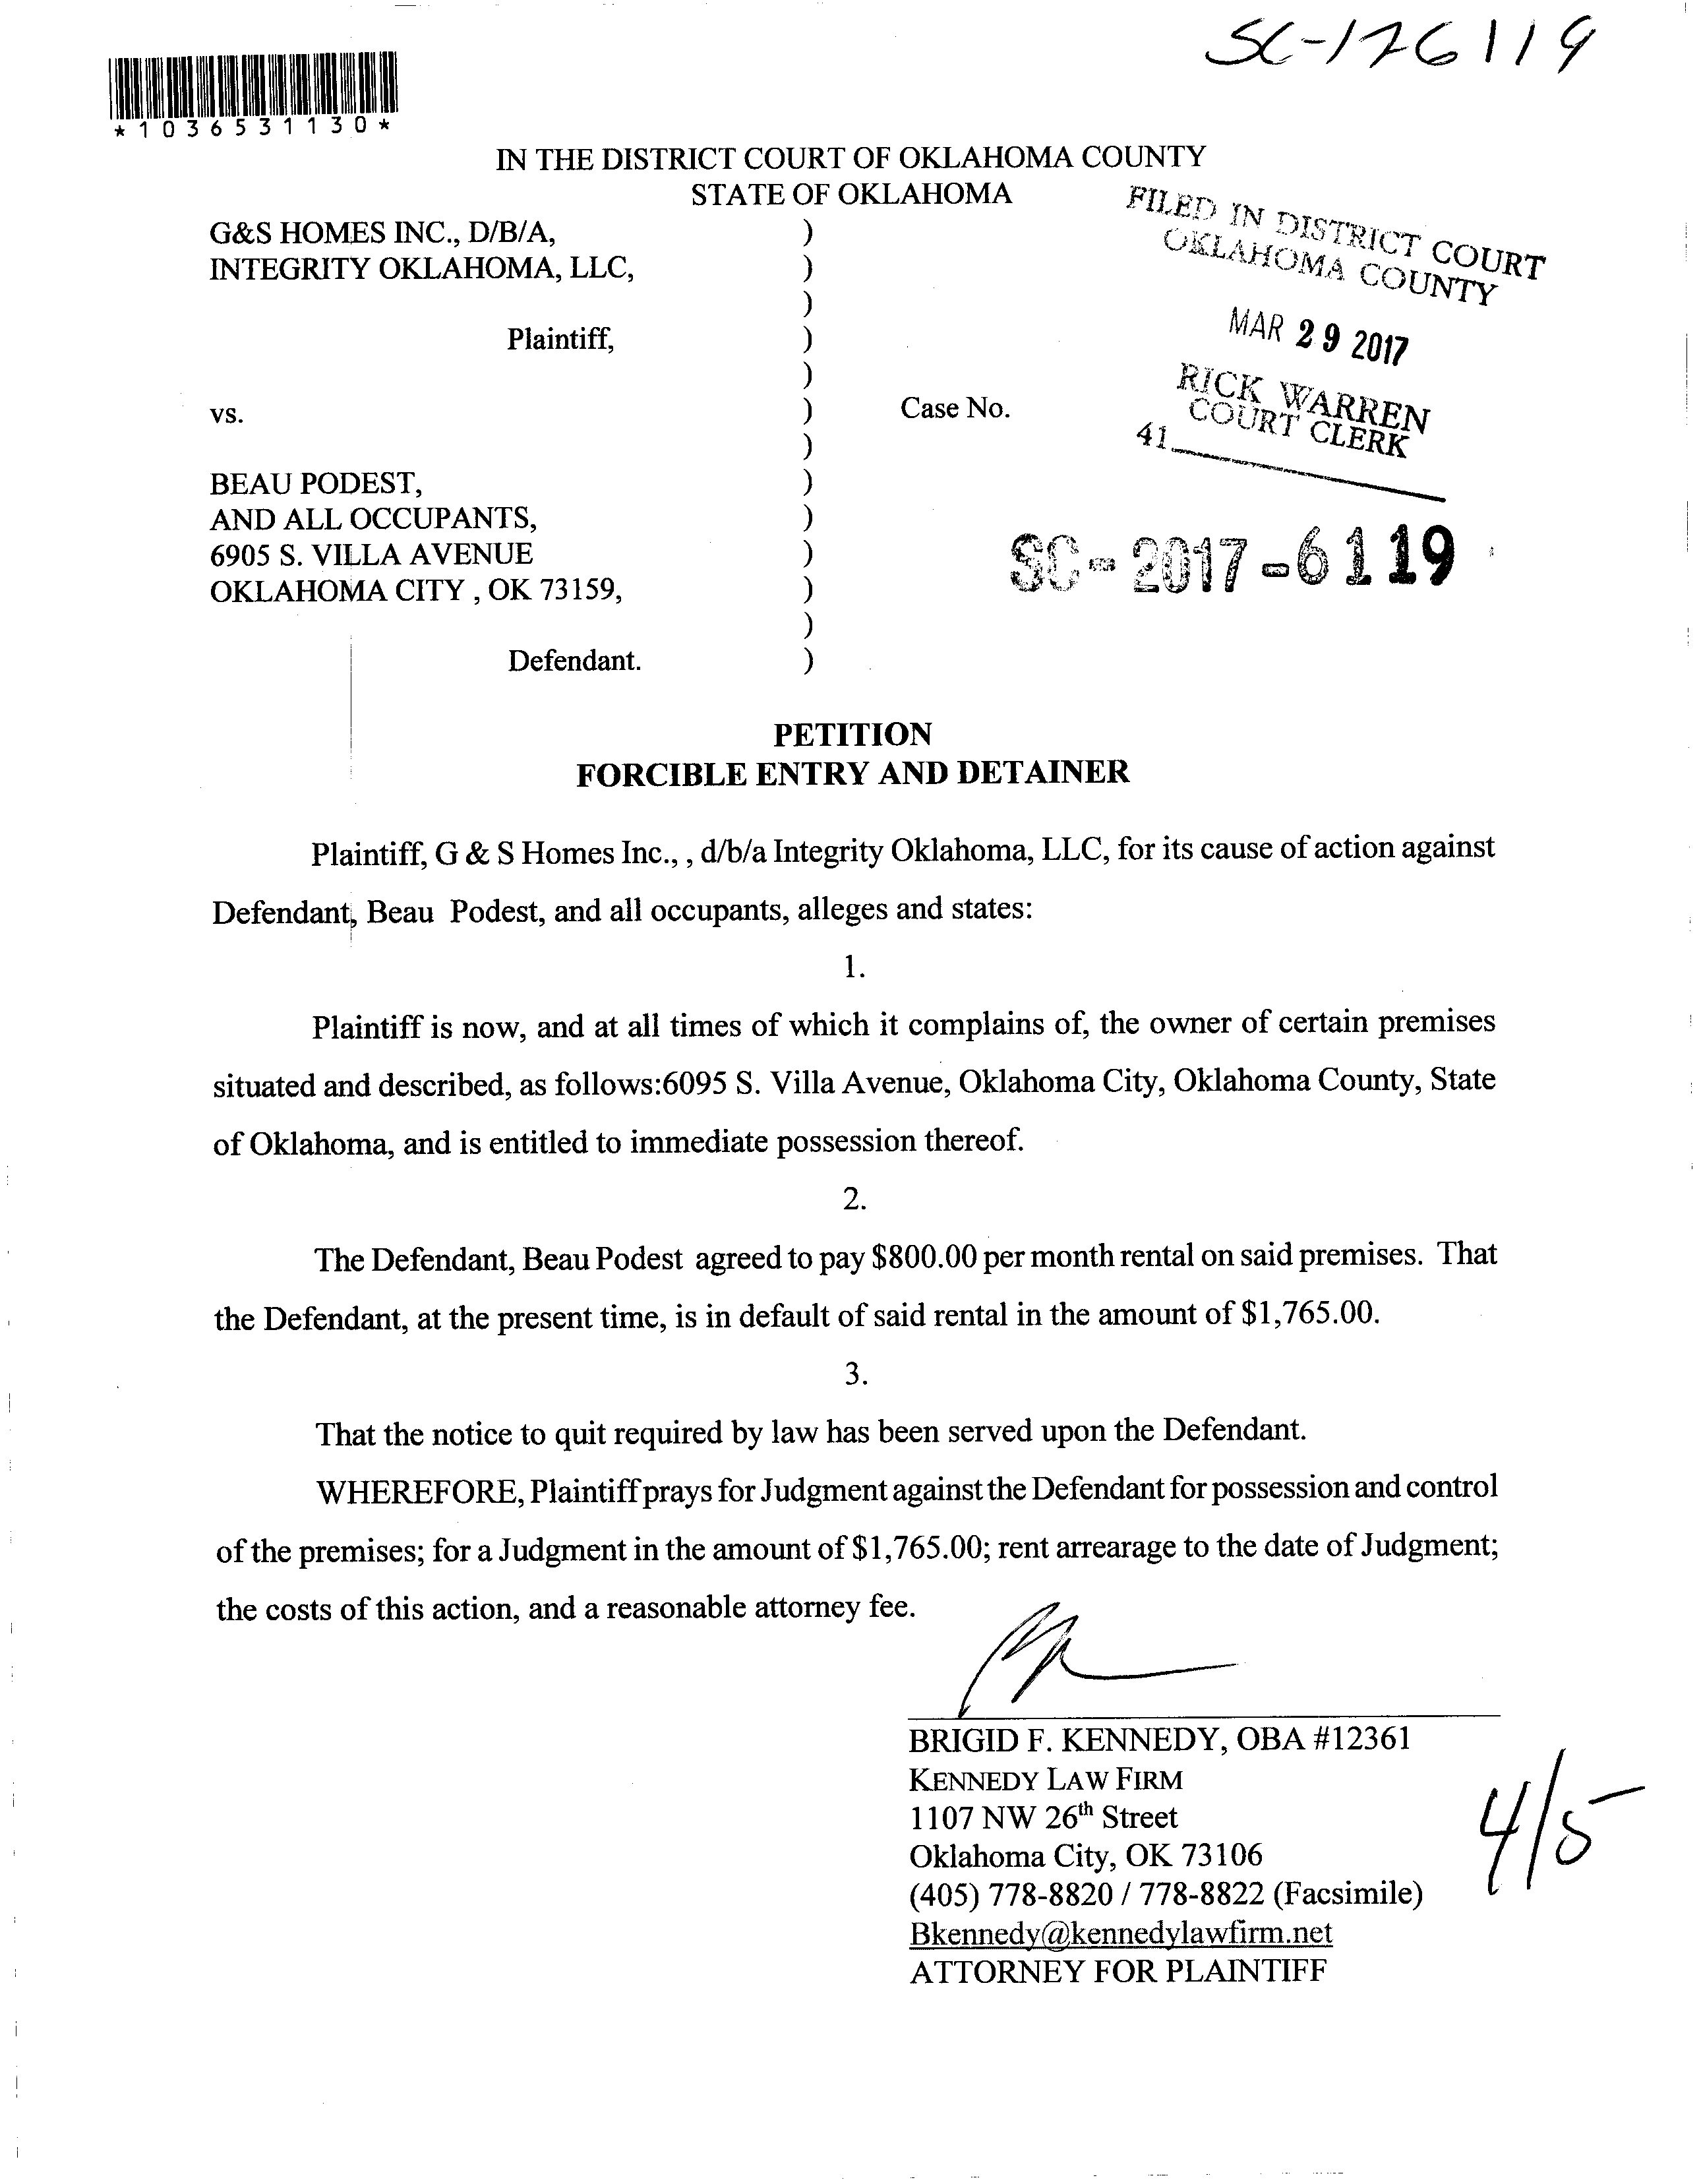 SC-176119
*1036531130*
IN THE DISTRICT COURT OF OKLAHOMA COUNTY
STATE OF OKLAHOMA
FILED IN DISTRICT COURT
OKLAHOMA COUNTY
MAR 29 2017
RICK WARREN
COURT CLERK
41
G&S HOMES INC., D/B/A, )
INTEGRITY OKLAHOMA, LLC, )
)
Plaintiff, )
)
vs. ) Case No.
)
BEAU PODEST, )
AND ALL OCCUPANTS, )
6905 S. VILLA AVENUE ) SC-2017-6119
OKLAHOMA CITY , OK 73159, )
)
Defendant. )
PETITION
FORCIBLE ENTRY AND DETAINER
Plaintiff, G & S Homes Inc., , d/b/a Integrity Oklahoma, LLC, for its cause of action against
Defendant, Beau Podest, and all occupants, alleges and states:
1.
Plaintiff is now, and at all times of which it complains of, the owner of certain premises
situated and described, as follows:6095 S. Villa Avenue, Oklahoma City, Oklahoma County, State
of Oklahoma, and is entitled to immediate possession thereof.
2.
The Defendant, Beau Podest agreed to pay $800.00 per month rental on said premises. That
the Defendant, at the present time, is in default of said rental in the amount of $1,765.00.
3.
That the notice to quit required by law has been served upon the Defendant.
WHEREFORE, Plaintiff prays for Judgment against the Defendant for possession and control
of the premises; for a Judgment in the amount of $1,765.00; rent arrearage to the date of Judgment;
the costs of this action, and a reasonable attorney fee.
BRIGID F. KENNEDY, OBA #12361
KENNEDY LAW FIRM
1107 NW 26th Street
Oklahoma City, OK 73106
(405) 778-8820 / 778-8822 (Facsimile)
Bkennedy@kennedylawfirm.net
ATTORNEY FOR PLAINTIFF
4/5